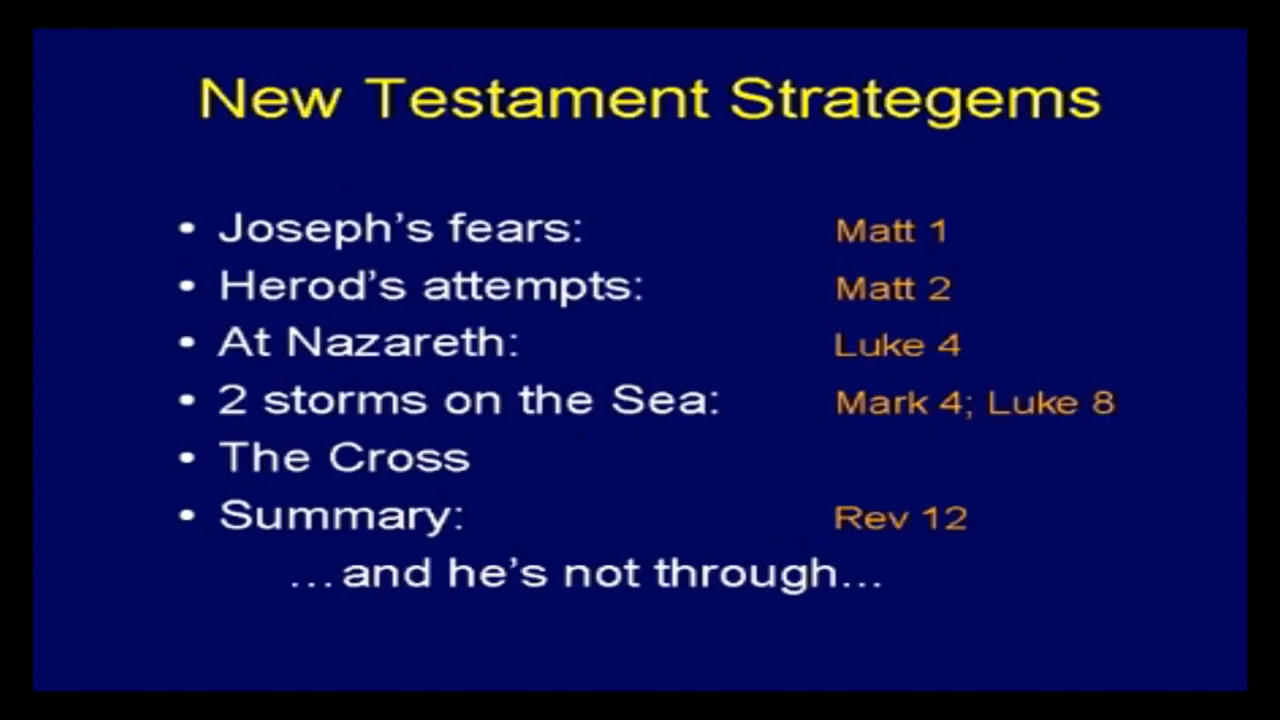 New Testament Strategems
• Joseph's fears: Matt 1
• Herod's attempts: Matt 2
• At Nazareth: Luke 4
• 2 storms on the Sea: Mark 4; Luke 8
• The Cross
• Summary: Rev 12
...and he's not through...